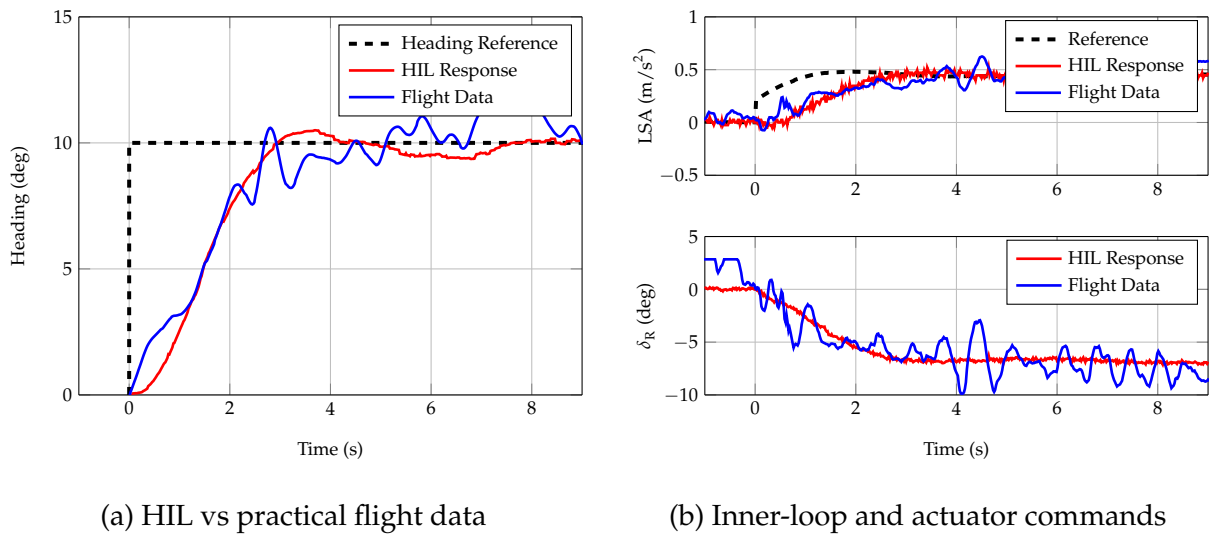 15
10
5
0
Heading (deg)
0 2 4 6 8
Time (s)
Heading Reference
HIL Response
Flight Data
(a) HIL vs practical flight data
1
0.5
0
−0.5
LSA (m/s²)
0 2 4 6 8
Reference
HIL Response
Flight Data
5
0
−5
−10
δR (deg)
0 2 4 6 8
Time (s)
HIL Response
Flight Data
(b) Inner-loop and actuator commands